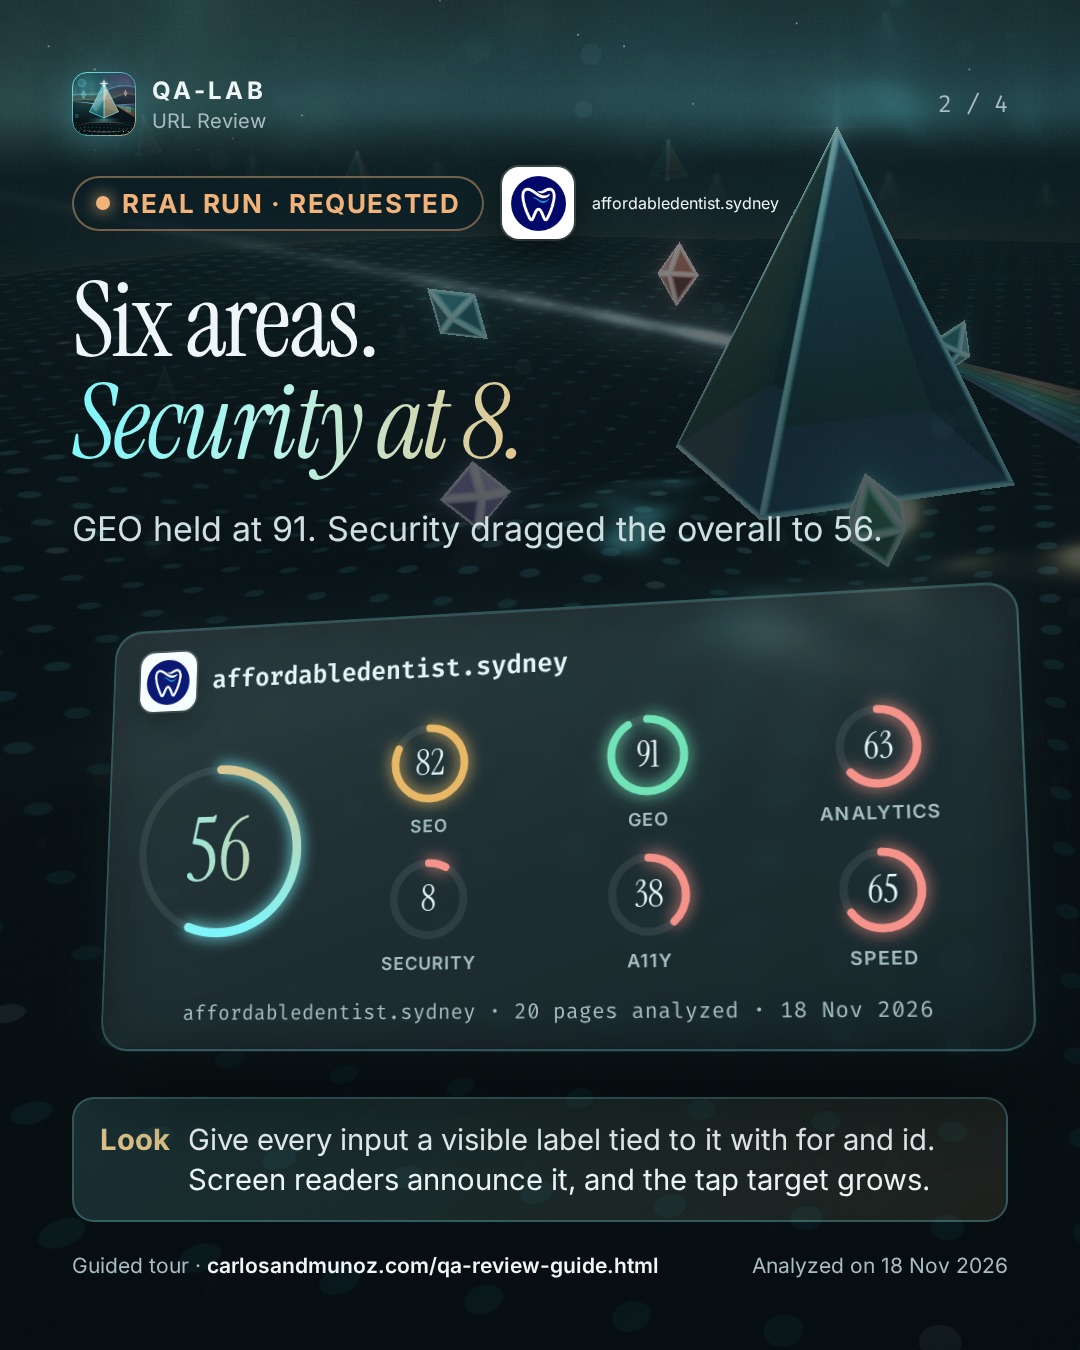 QA-LAB
URL Review
2 / 4
REAL RUN · REQUESTED
affordabledentist.sydney
Six areas.
Security at 8.
GEO held at 91. Security dragged the overall to 56.
affordabledentist.sydney
56
82
SEO
91
GEO
63
ANALYTICS
8
SECURITY
38
A11Y
65
SPEED
affordabledentist.sydney · 20 pages analyzed · 18 Nov 2026
Look Give every input a visible label tied to it with for and id.
Screen readers announce it, and the tap target grows.
Guided tour · carlosandmunoz.com/qa-review-guide.html
Analyzed on 18 Nov 2026